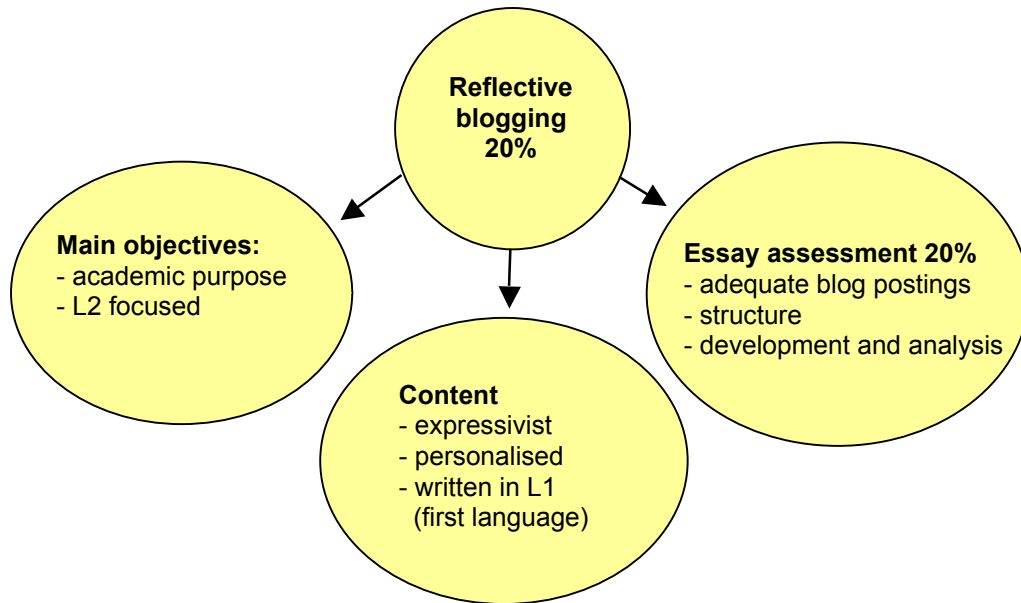 Reflective
blogging
20%
Main objectives:
- academic purpose
- L2 focused
Content
- expressivist
- personalised
- written in L1
(first language)
Essay assessment 20%
- adequate blog postings
- structure
- development and analysis